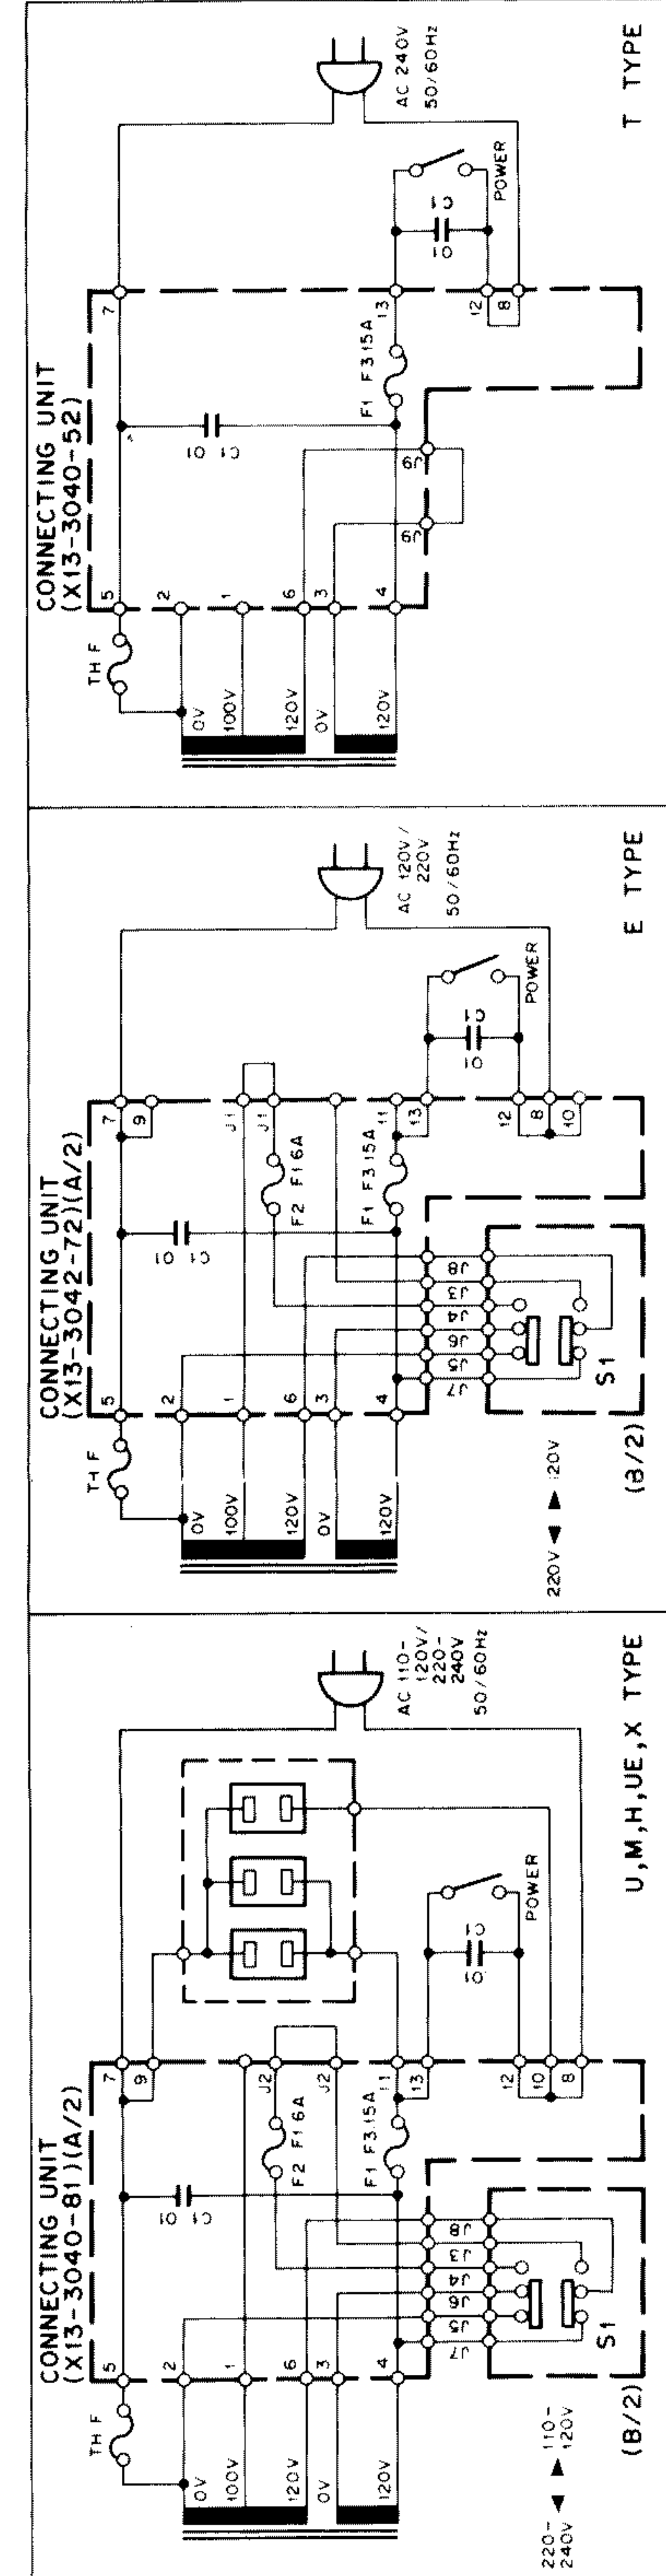 CONNECTING UNIT
(X13-3040-52)
TH F
5
2
1
6
3
4
0V
100V
120V
0V
120V
7
13
12
8
C1
01
F1 F3.15A
J9
J9
C1
01
POWER
AC 240V
50/60Hz
T TYPE
CONNECTING UNIT
(X13-3042-72)(A/2)
TH F
5
2
1
6
3
4
0V
100V
120V
0V
120V
7
9
J1
J1
11
13
12
8
10
C1
01
F2 F1.6A
F1 F3.15A
J8
J3
J4
J6
J5
J7
S1
(B/2)
220V ◄ ► 120V
C1
01
POWER
AC 120V/
220V
50/60Hz
E TYPE
CONNECTING UNIT
(X13-3040-81)(A/2)
TH F
5
2
1
6
3
4
0V
100V
120V
0V
120V
7
9
J2
J2
11
13
12
10
8
C1
01
F2 F1.6A
F1 F3.15A
J8
J3
J4
J6
J5
J7
S1
(B/2)
220-
240V ◄ ► 110-
120V
C1
01
POWER
AC 110-
120V/
220-
240V
50/60Hz
U,M,H,UE,X TYPE